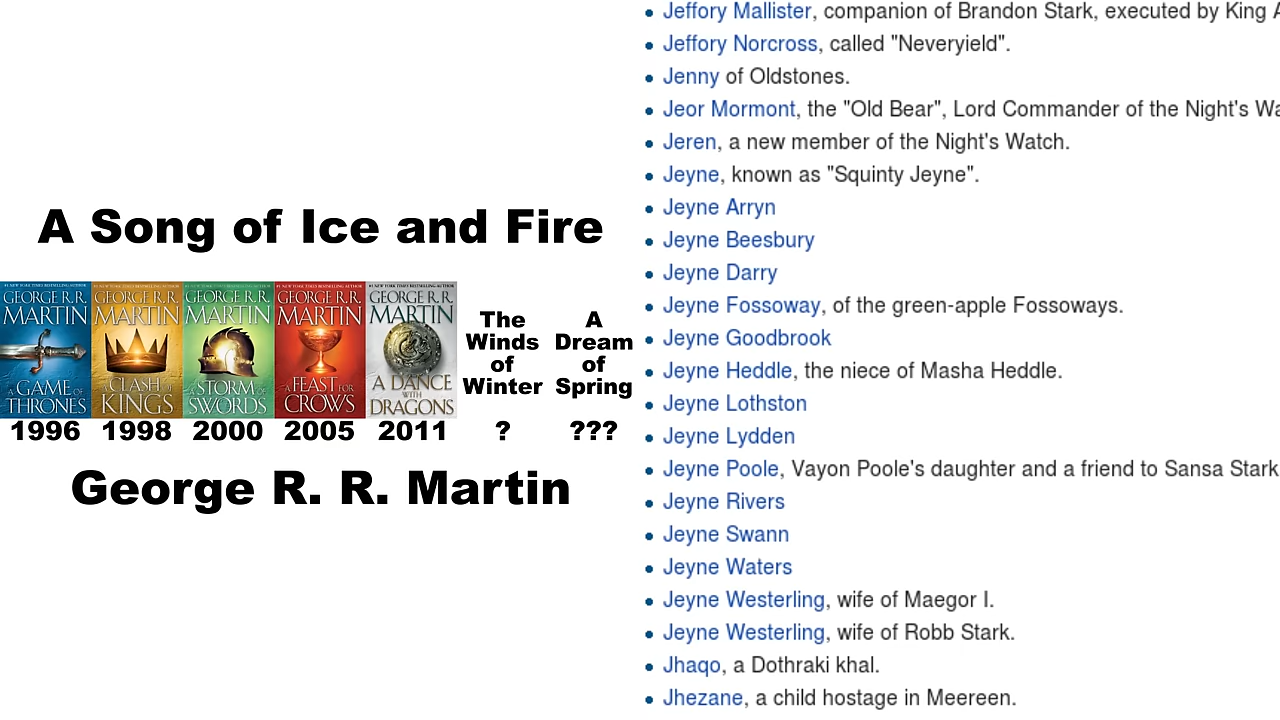 A Song of Ice and Fire
GEORGE R.R. MARTIN
A GAME OF THRONES
1996
GEORGE R.R. MARTIN
A CLASH OF KINGS
1998
GEORGE R.R. MARTIN
A STORM OF SWORDS
2000
GEORGE R.R. MARTIN
A FEAST FOR CROWS
2005
GEORGE R.R. MARTIN
A DANCE WITH DRAGONS
2011
The
Winds
of
Winter
?
A
Dream
of
Spring
???
George R. R. Martin
Jeffory Mallister, companion of Brandon Stark, executed by King
Jeffory Norcross, called "Neveryield".
Jenny of Oldstones.
Jeor Mormont, the "Old Bear", Lord Commander of the Night's Wa
Jeren, a new member of the Night's Watch.
Jeyne, known as "Squinty Jeyne".
Jeyne Arryn
Jeyne Beesbury
Jeyne Darry
Jeyne Fossoway, of the green-apple Fossoways.
Jeyne Goodbrook
Jeyne Heddle, the niece of Masha Heddle.
Jeyne Lothston
Jeyne Lydden
Jeyne Poole, Vayon Poole's daughter and a friend to Sansa Stark
Jeyne Rivers
Jeyne Swann
Jeyne Waters
Jeyne Westerling, wife of Maegor I.
Jeyne Westerling, wife of Robb Stark.
Jhaqo, a Dothraki khal.
Jhezane, a child hostage in Meereen.